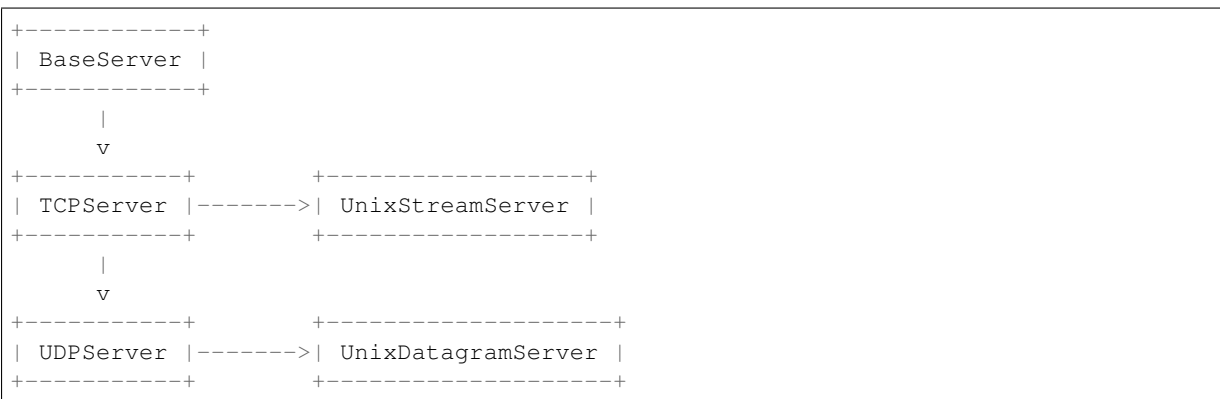 +------------+
| BaseServer |
+------------+
      |
      v
+-----------+        +------------------+
| TCPServer |------->| UnixStreamServer |
+-----------+        +------------------+
      |
      v
+-----------+        +--------------------+
| UDPServer |------->| UnixDatagramServer |
+-----------+        +--------------------+